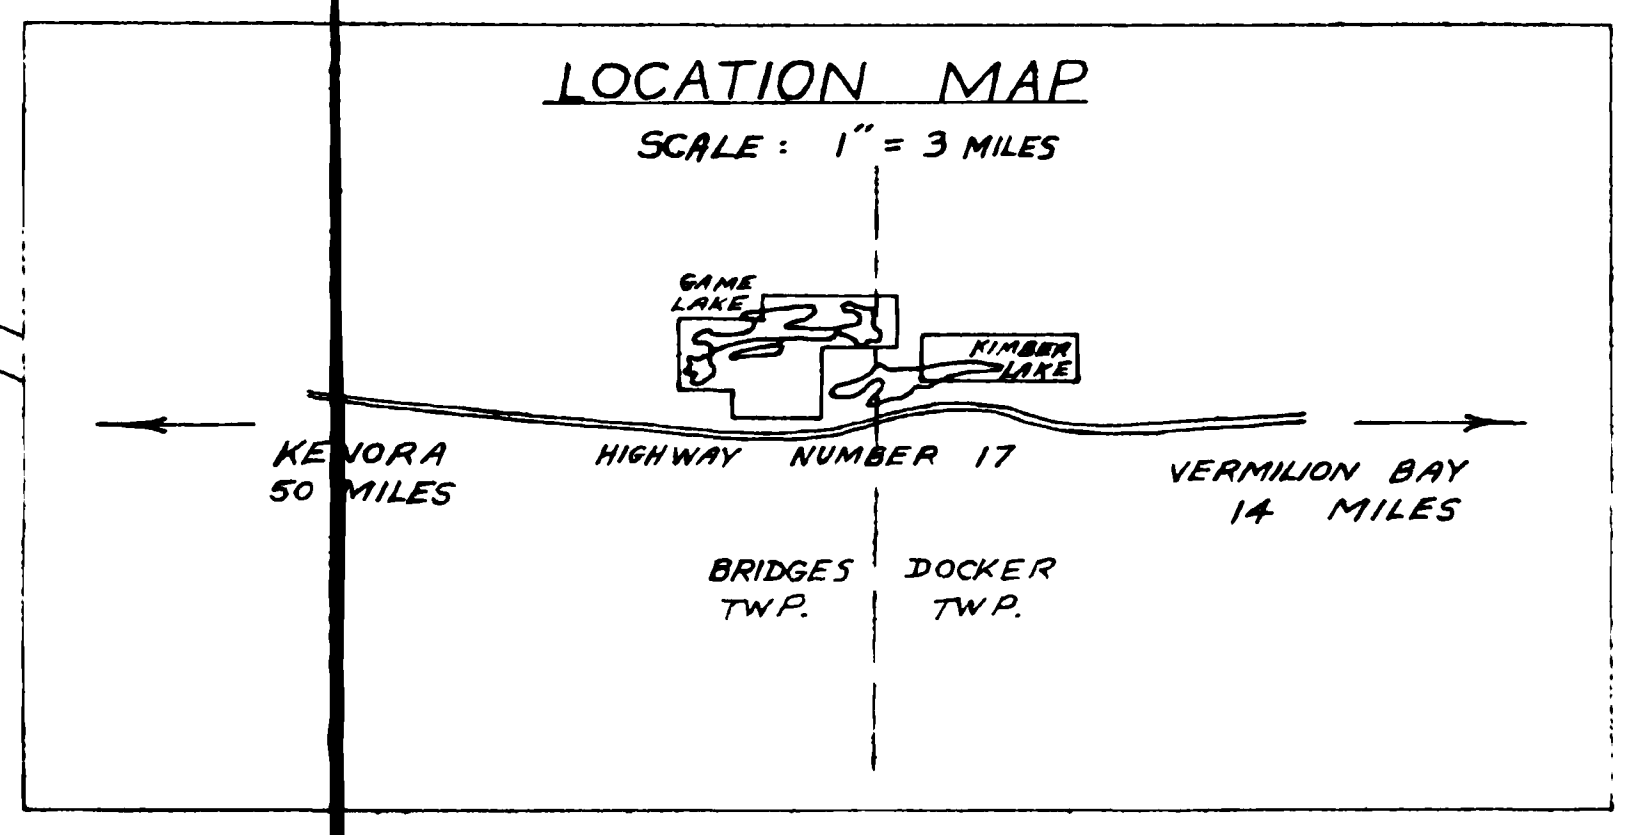 LOCATION MAP
SCALE: 1" = 3 MILES
GAME
LAKE
KIMBER
LAKE
KENORA
50 MILES
HIGHWAY NUMBER 17
VERMILION BAY
14 MILES
BRIDGES
TWP.
DOCKER
TWP.